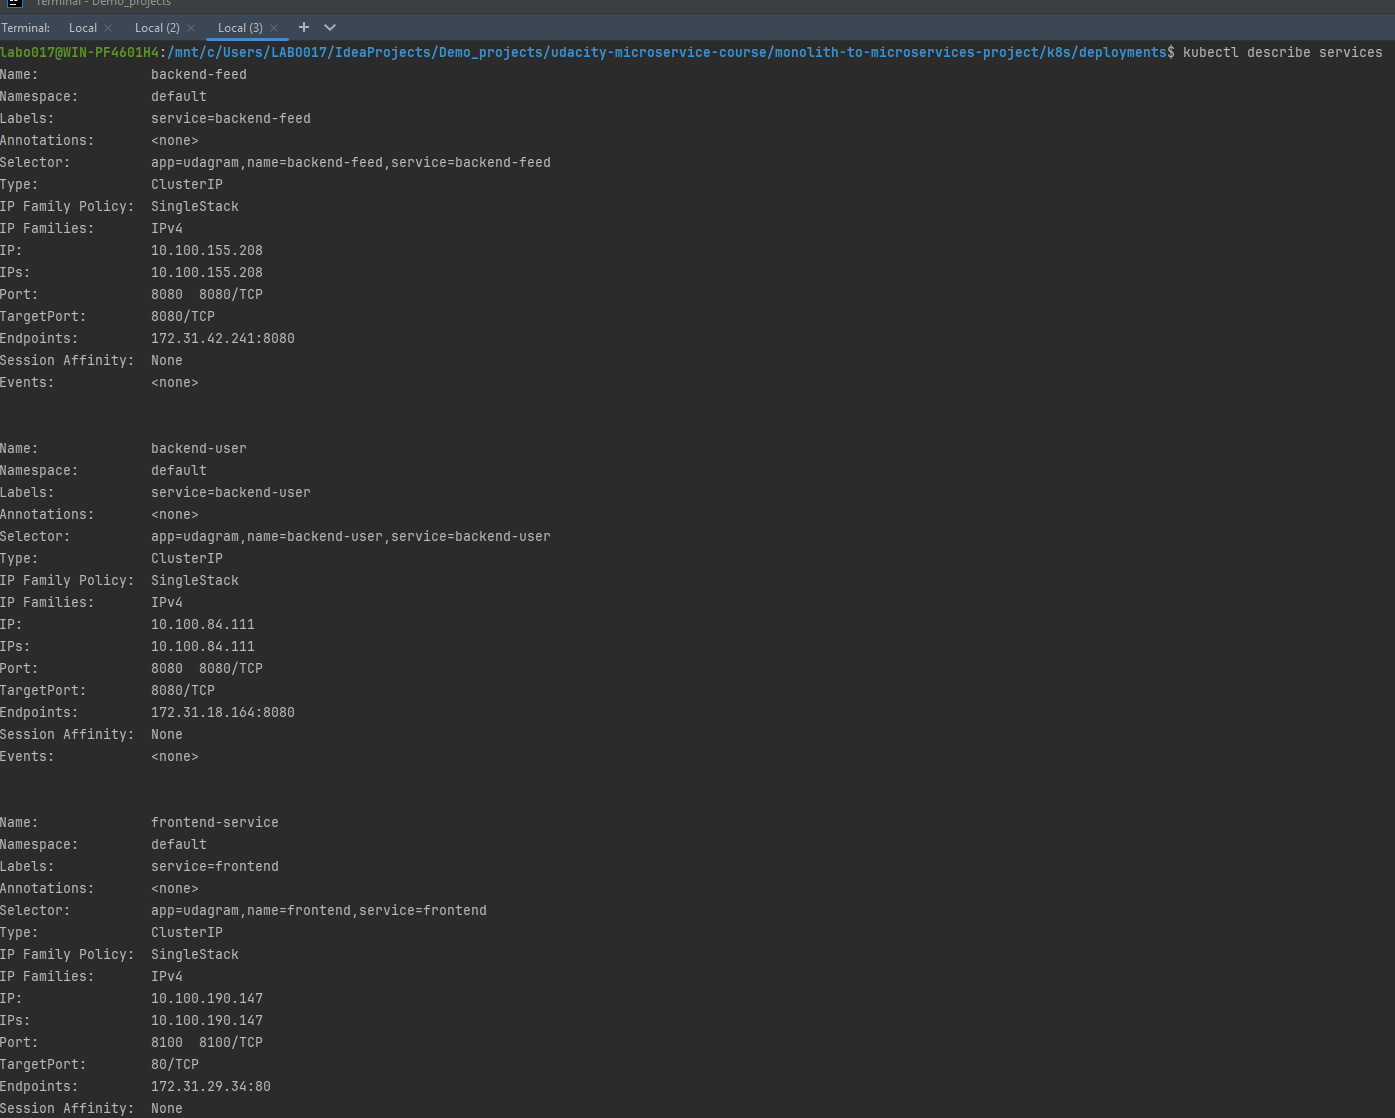 Terminal - Demo_projects
Terminal: Local × Local (2) × Local (3) × +
labo017@WIN-PF4601H4:/mnt/c/Users/LABO017/IdeaProjects/Demo_projects/udacity-microservice-course/monolith-to-microservices-project/k8s/deployments$ kubectl describe services
Name: backend-feed
Namespace: default
Labels: service=backend-feed
Annotations: <none>
Selector: app=udagram,name=backend-feed,service=backend-feed
Type: ClusterIP
IP Family Policy: SingleStack
IP Families: IPv4
IP: 10.100.155.208
IPs: 10.100.155.208
Port: 8080 8080/TCP
TargetPort: 8080/TCP
Endpoints: 172.31.42.241:8080
Session Affinity: None
Events: <none>
Name: backend-user
Namespace: default
Labels: service=backend-user
Annotations: <none>
Selector: app=udagram,name=backend-user,service=backend-user
Type: ClusterIP
IP Family Policy: SingleStack
IP Families: IPv4
IP: 10.100.84.111
IPs: 10.100.84.111
Port: 8080 8080/TCP
TargetPort: 8080/TCP
Endpoints: 172.31.18.164:8080
Session Affinity: None
Events: <none>
Name: frontend-service
Namespace: default
Labels: service=frontend
Annotations: <none>
Selector: app=udagram,name=frontend,service=frontend
Type: ClusterIP
IP Family Policy: SingleStack
IP Families: IPv4
IP: 10.100.190.147
IPs: 10.100.190.147
Port: 8100 8100/TCP
TargetPort: 80/TCP
Endpoints: 172.31.29.34:80
Session Affinity: None